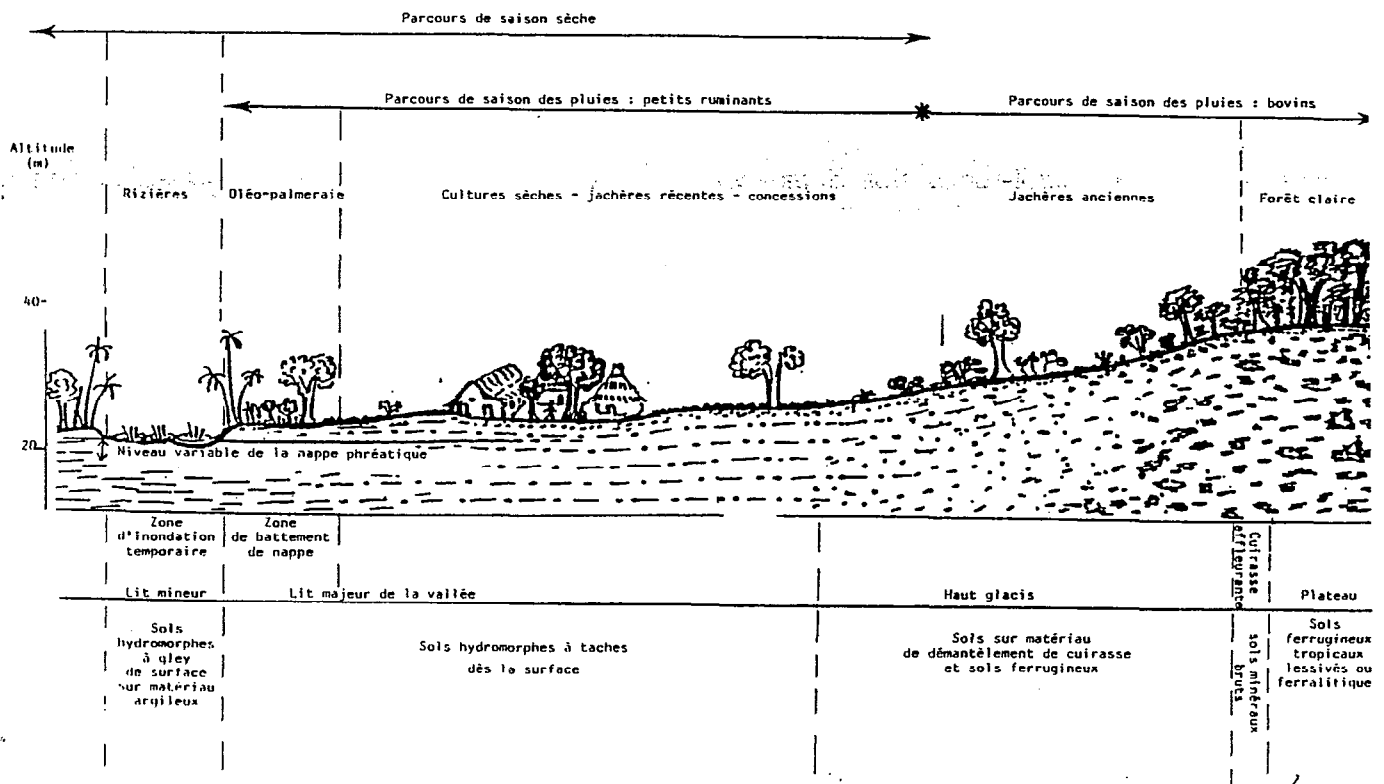 Parcours de saison sèche
Parcours de saison des pluies : petits ruminants
Parcours de saison des pluies : bovins
Altitude
(m)
Rizières
Oléo-palmeraie
Cultures sèches - jachères récentes - concessions
Jachères anciennes
Forêt claire
40-
20
Niveau variable de la nappe phréatique
Zone
d'inondation
temporaire
Zone
de battement
de nappe
Cuirasse
effleurante
Lit mineur
Lit majeur de la vallée
Haut glacis
Plateau
Sols
hydromorphes
à gley
de surface
sur matériau
argileux
Sols hydromorphes à taches
dès la surface
Sols sur matériau
de démantèlement de cuirasse
et sols ferrugineux
sols minéraux
bruts
Sols
ferrugineux
tropicaux
lessivés ou
ferralitique